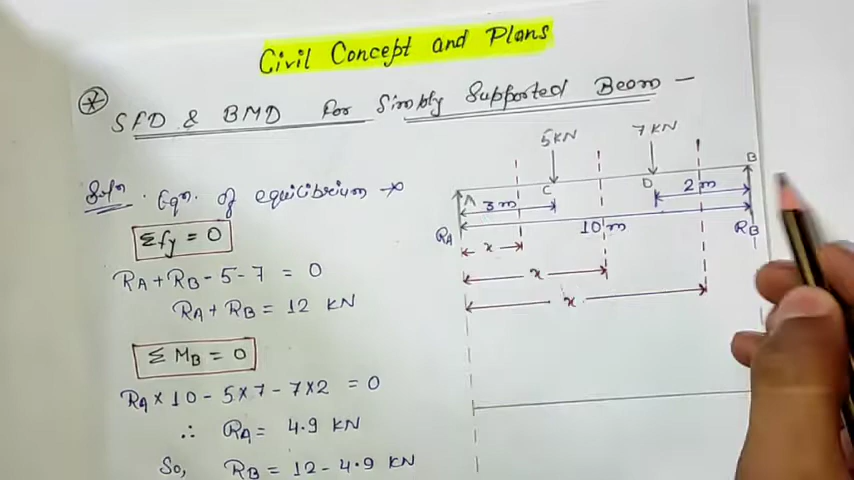 Civil Concept and Plans
* SFD & BMD For Simply Supported Beam -
Soln. Eqn. of equilibrium →
Σfy = 0
RA + RB - 5 - 7 = 0
RA + RB = 12 KN
Σ MB = 0
RA × 10 - 5×7 - 7×2 = 0
∴ RA = 4.9 KN
So, RB = 12 - 4.9 KN
5KN
7KN
A
C
D
B
3m
2m
RA
10m
RB
x
x
x